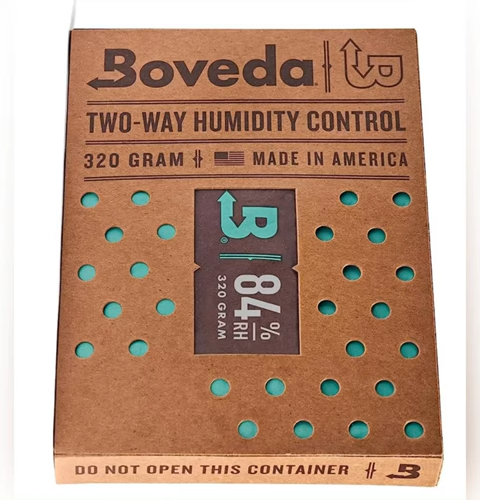 Boveda B
TWO-WAY HUMIDITY CONTROL
320 GRAM MADE IN AMERICA
B
84% RH
320 GRAM
DO NOT OPEN THIS CONTAINER B